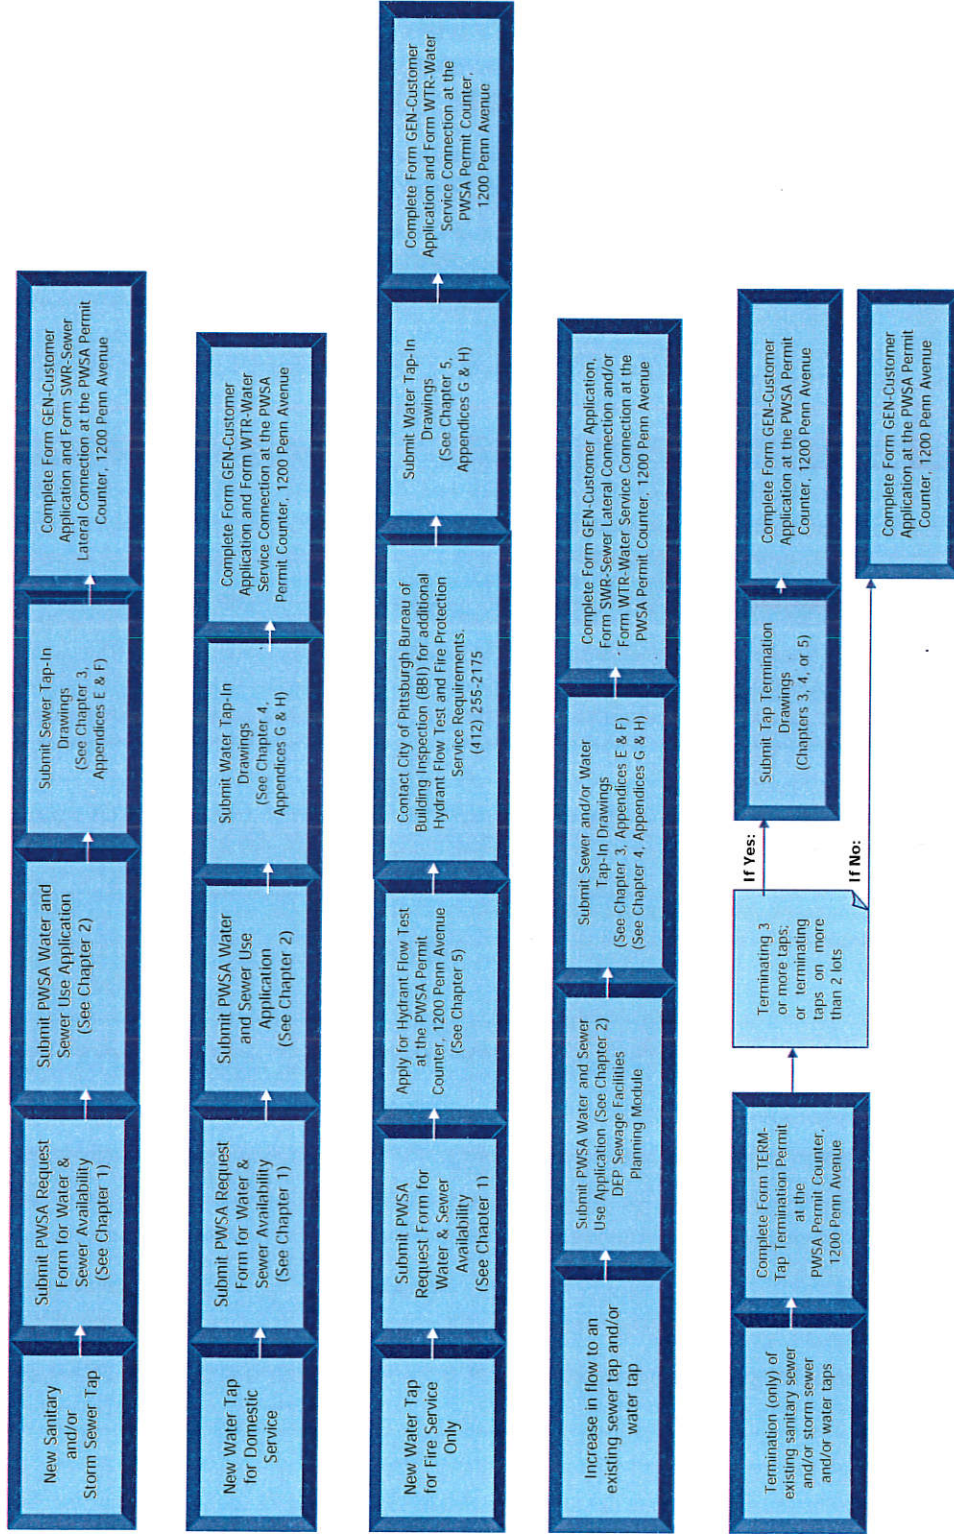 New Sanitary
and/or
Storm Sewer Tap
Submit PWSA Request
Form for Water &
Sewer Availability
(See Chapter 1)
Submit PWSA Water and
Sewer Use Application
(See Chapter 2)
Submit Sewer Tap-In
Drawings
(See Chapter 3,
Appendices E & F)
Complete Form GEN-Customer
Application and Form SWR-Sewer
Lateral Connection at the PWSA Permit
Counter, 1200 Penn Avenue
New Water Tap
for Domestic
Service
Submit PWSA Request
Form for Water &
Sewer Availability
(See Chapter 1)
Submit PWSA Water
and Sewer Use
Application
(See Chapter 2)
Submit Water Tap-In
Drawings
(See Chapter 4,
Appendices G & H)
Complete Form GEN-Customer
Application and Form WTR-Water
Service Connection at the PWSA
Permit Counter, 1200 Penn Avenue
New Water Tap
for Fire Service
Only
Submit PWSA
Request Form for
Water & Sewer
Availability
(See Chapter 1)
Apply for Hydrant Flow Test
at the PWSA Permit
Counter, 1200 Penn Avenue
(See Chapter 5)
Contact City of Pittsburgh Bureau of
Building Inspection (BBI) for additional
Hydrant Flow Test and Fire Protection
Service Requirements.
(412) 255-2175
Submit Water Tap-In
Drawings
(See Chapter 5,
Appendices G & H)
Complete Form GEN-Customer
Application and Form WTR-Water
Service Connection at the
PWSA Permit Counter,
1200 Penn Avenue
Increase in flow to an
existing sewer tap and/or
water tap
Submit PWSA Water and Sewer
Use Application (See Chapter 2)
DEP Sewage Facilities
Planning Module
Submit Sewer and/or Water
Tap-In Drawings
(See Chapter 3, Appendices E & F)
(See Chapter 4, Appendices G & H)
Complete Form GEN-Customer Application,
Form SWR-Sewer Lateral Connection and/or
Form WTR-Water Service Connection at the
PWSA Permit Counter, 1200 Penn Avenue
Termination (only) of
existing sanitary sewer
and/or storm sewer
and/or water taps
Complete Form TERM-
Tap Termination Permit
at the
PWSA Permit Counter,
1200 Penn Avenue
Terminating 3
or more taps;
or terminating
taps on more
than 2 lots
If Yes:
Submit Tap Termination
Drawings
(Chapters 3, 4, or 5)
Complete Form GEN-Customer
Application at the PWSA Permit
Counter, 1200 Penn Avenue
If No:
Complete Form GEN-Customer
Application at the PWSA Permit
Counter, 1200 Penn Avenue